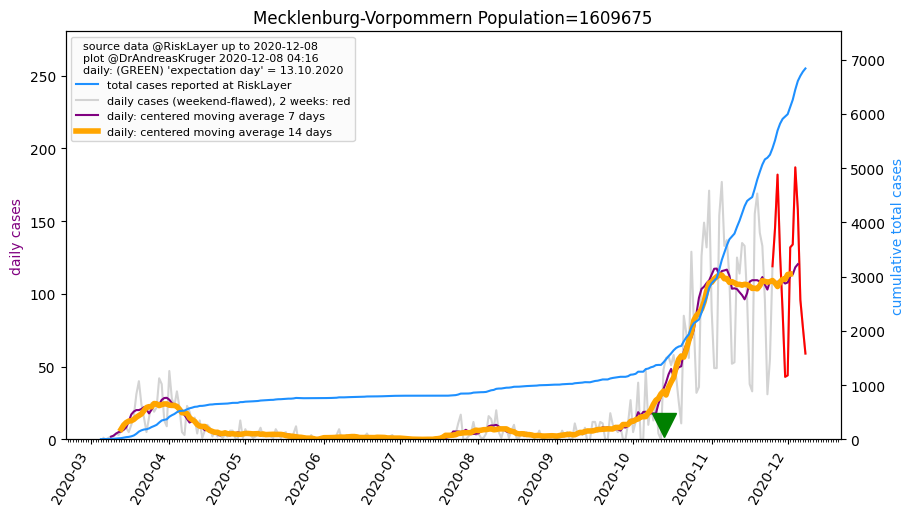 Mecklenburg-Vorpommern Population=1609675
source data @RiskLayer up to 2020-12-08
plot @DrAndreasKruger 2020-12-08 04:16
daily: (GREEN) 'expectation day' = 13.10.2020
total cases reported at RiskLayer
daily cases (weekend-flawed), 2 weeks: red
daily: centered moving average 7 days
daily: centered moving average 14 days
daily cases
250
200
150
100
50
0
cumulative total cases
7000
6000
5000
4000
3000
2000
1000
0
2020-03
2020-04
2020-05
2020-06
2020-07
2020-08
2020-09
2020-10
2020-11
2020-12